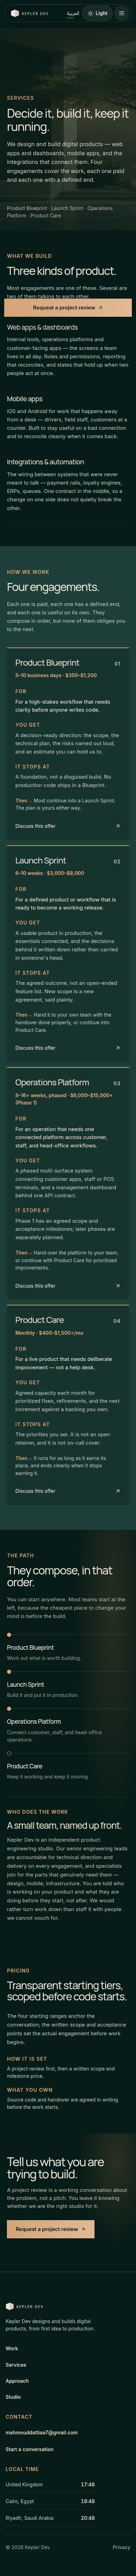 KEPLER DEV
العربية
Light
SERVICES
Decide it, build it, keep it
running.
We design and build digital products — web
apps and dashboards, mobile apps, and the
integrations that connect them. Four
engagements cover the work, each one paid
and each one with a defined end.
Product Blueprint · Launch Sprint · Operations
Platform · Product Care
WHAT WE BUILD
Three kinds of product.
Most engagements are one of these. Several are
two of them talking to each other.
Request a project review ↗
Web apps & dashboards
Internal tools, operations platforms and
customer-facing apps — the screens a team
lives in all day. Roles and permissions, reporting
that reconciles, and states that hold up when two
people act at once.
Mobile apps
iOS and Android for work that happens away
from a desk — drivers, field staff, customers at a
counter. Built to stay useful on a bad connection
and to reconcile cleanly when it comes back.
Integrations & automation
The wiring between systems that were never
meant to talk — payment rails, loyalty engines,
ERPs, queues. One contract in the middle, so a
change on one side does not quietly break the
other.
HOW WE WORK
Four engagements.
Each one is paid, each one has a defined end,
and each one is useful on its own. They
compose in order, but none of them obliges you
to the next.
Product Blueprint 01
5–10 business days · $350–$1,200
FOR
For a high-stakes workflow that needs
clarity before anyone writes code.
YOU GET
A decision-ready direction: the scope, the
technical plan, the risks named out loud,
and an estimate you can hold us to.
IT STOPS AT
A foundation, not a disguised build. No
production code ships in a Blueprint.
Then — Most continue into a Launch Sprint.
The plan is yours either way.
Discuss this offer ↗
Launch Sprint 02
6–10 weeks · $3,000–$8,000
FOR
For a defined product or workflow that is
ready to become a working release.
YOU GET
A usable product in production, the
essentials connected, and the decisions
behind it written down rather than carried
in someone's head.
IT STOPS AT
The agreed outcome, not an open-ended
feature list. New scope is a new
agreement, said plainly.
Then — Hand it to your own team with the
handover done properly, or continue into
Product Care.
Discuss this offer ↗
Operations Platform 03
8–16+ weeks, phased · $6,000–$15,000+
(Phase 1)
FOR
For an operation that needs one
connected platform across customer,
staff, and head-office workflows.
YOU GET
A phased multi-surface system
connecting customer apps, staff or POS
terminals, and a management dashboard
behind one API contract.
IT STOPS AT
Phase 1 has an agreed scope and
acceptance milestone; later phases are
separately planned.
Then — Hand over the platform to your team,
or continue with Product Care for prioritized
improvements.
Discuss this offer ↗
Product Care 04
Monthly · $400–$1,500+/mo
FOR
For a live product that needs deliberate
improvement — not a help desk.
YOU GET
Agreed capacity each month for
prioritized fixes, refinements, and the next
increment against a backlog you own.
IT STOPS AT
The priorities you set. It is not an open
retainer, and it is not on-call cover.
Then — It runs for as long as it earns its
place, and ends cleanly when it stops
earning it.
Discuss this offer ↗
THE PATH
They compose, in that
order.
You can start anywhere. Most teams start at the
left, because the cheapest place to change your
mind is before the build.
Product Blueprint
Work out what is worth building.
Launch Sprint
Build it and put it in production.
Operations Platform
Connect customer, staff, and head-office
operations.
Product Care
Keep it working and keep it moving.
WHO DOES THE WORK
A small team, named up front.
Kepler Dev is an independent product
engineering studio. Our senior engineering leads
are accountable for technical direction and
delivery on every engagement, and specialists
join for the parts that genuinely need them —
design, mobile, infrastructure. You are told who
is working on your product and what they are
doing before they start, not after. We would
rather turn work down than staff it with people
we cannot vouch for.
PRICING
Transparent starting tiers,
scoped before code starts.
The four starting ranges anchor the
conversation; the written scope and acceptance
points set the actual engagement before work
begins.
HOW IT IS SET
A project review first, then a written scope and
milestone price.
WHAT YOU OWN
Source code and handover are agreed in writing
before the work starts.
Tell us what you are
trying to build.
A project review is a working conversation about
the problem, not a pitch. You leave it knowing
whether we are the right studio for it.
Request a project review ↗
KEPLER DEV
Kepler Dev designs and builds digital
products, from first idea to production.
Work
Services
Approach
Studio
CONTACT
mahmouddattiaa7@gmail.com
Start a conversation
LOCAL TIME
United Kingdom 17:48
Cairo, Egypt 19:48
Riyadh, Saudi Arabia 20:48
© 2026 Kepler Dev Privacy